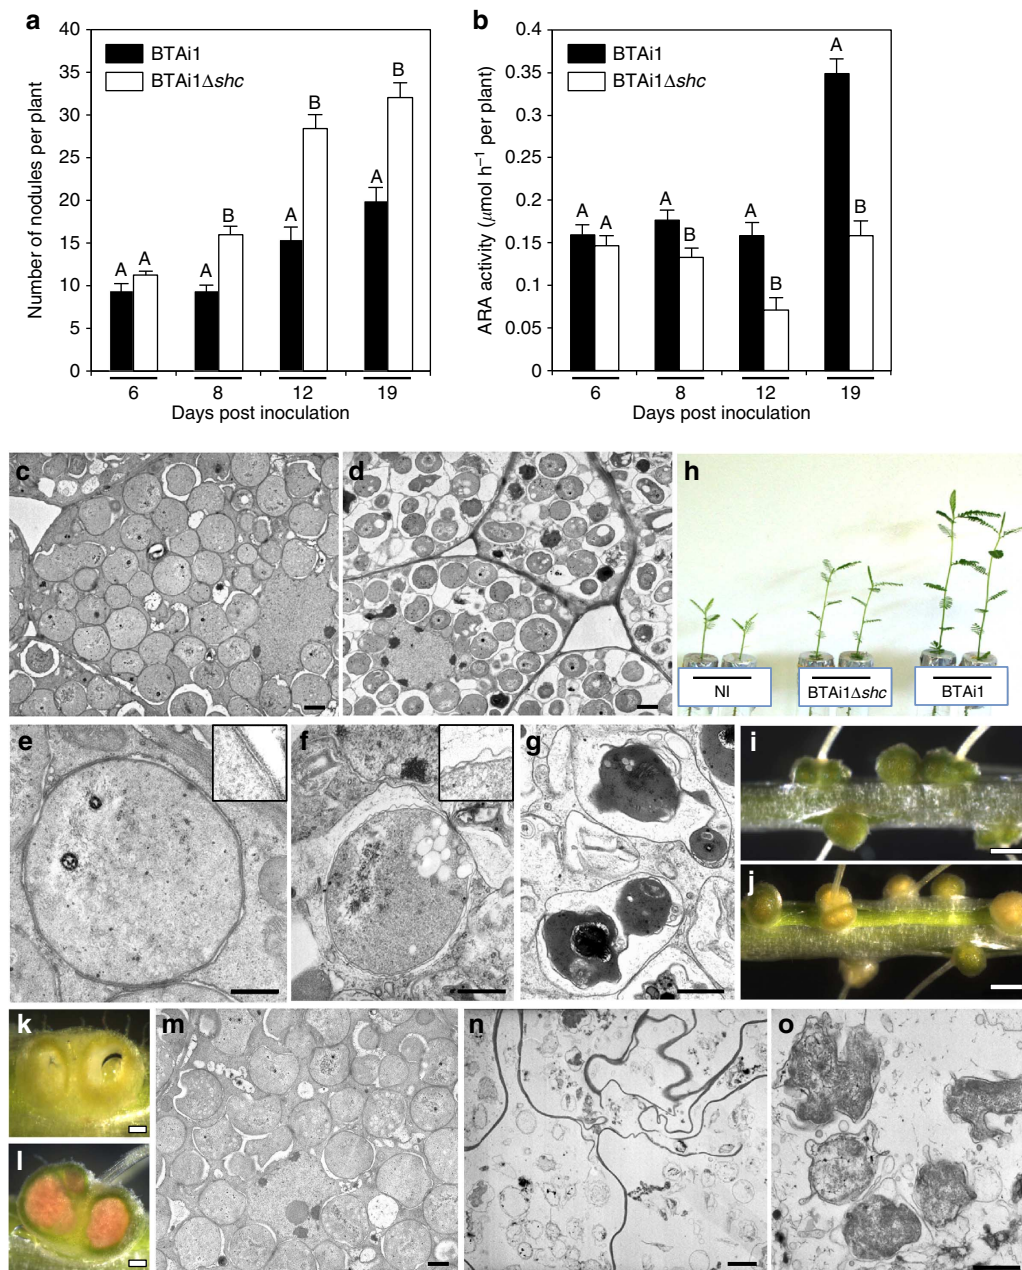 a
40
35
30
25
20
15
10
5
0
Number of nodules per plant
BTAi1
BTAi1Δshc
A A
A B
A B
A B
6 8 12 19
Days post inoculation
b
0.4
0.35
0.3
0.25
0.2
0.15
0.1
0.05
0
ARA activity (μmol h⁻¹ per plant)
BTAi1
BTAi1Δshc
A A
A B
A B
A B
6 8 12 19
Days post inoculation
c
d
h
NI
BTAi1Δshc
BTAi1
e
f
g
i
j
k
l
m
n
o